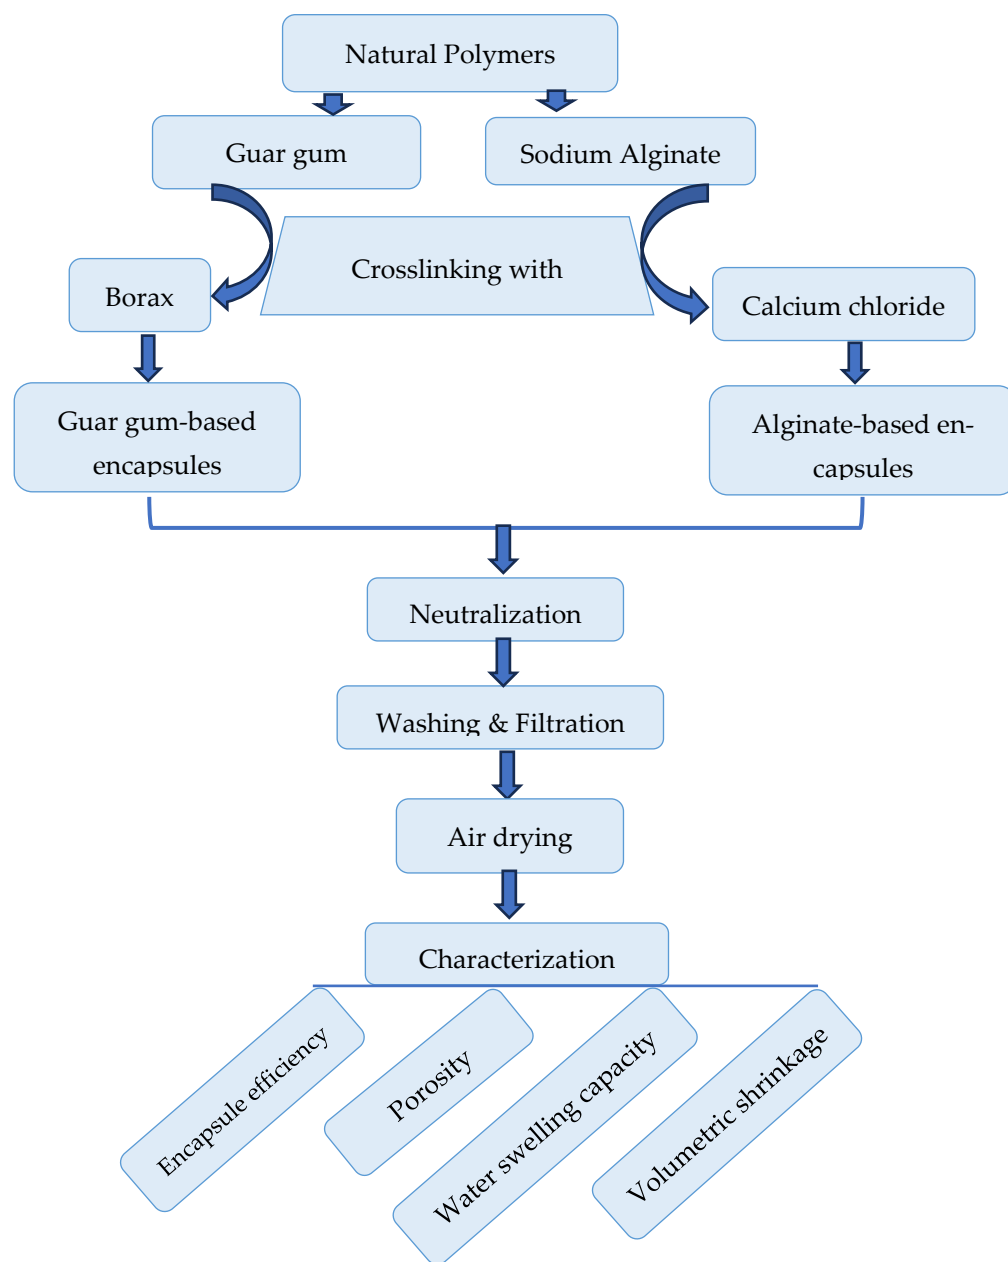 Natural Polymers
Guar gum
Sodium Alginate
Crosslinking with
Borax
Calcium chloride
Guar gum-based
encapsules
Alginate-based en-
capsules
Neutralization
Washing & Filtration
Air drying
Characterization
Encapsule efficiency
Porosity
Water swelling capacity
Volumetric shrinkage